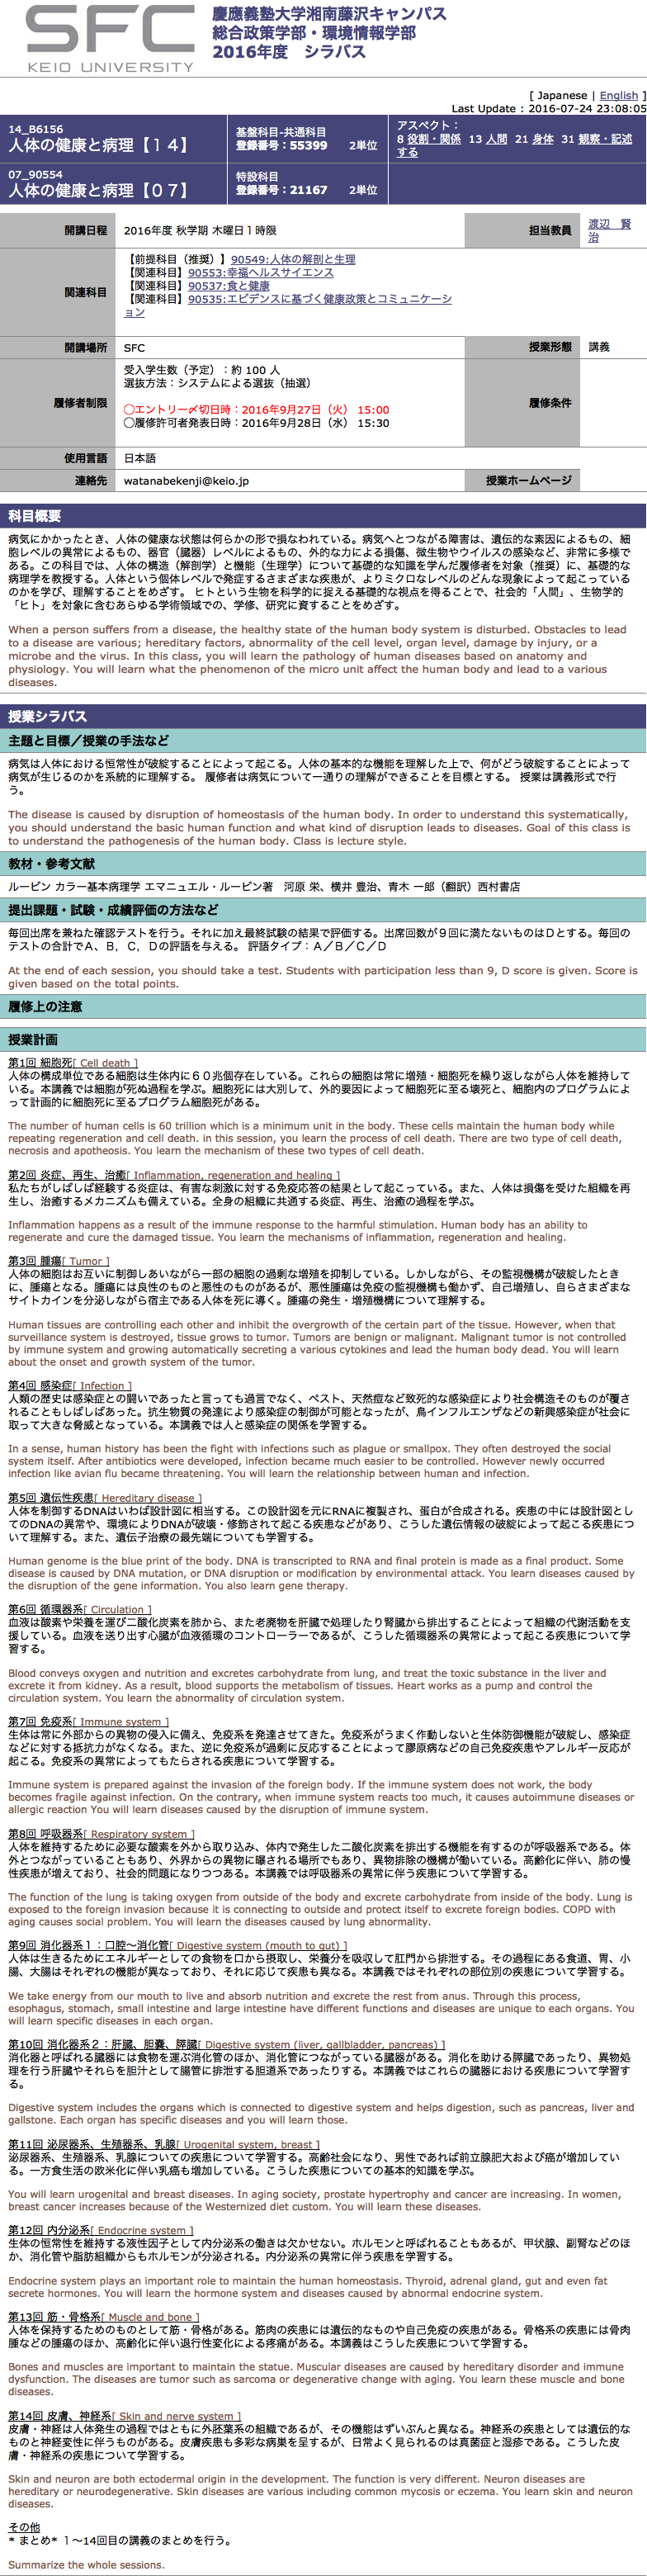 SFC
KEIO UNIVERSITY
慶應義塾大学湘南藤沢キャンパス
総合政策学部・環境情報学部
2016年度　シラバス
[ Japanese | English ]
Last Update : 2016-07-24 23:08:05
14_B6156
人体の健康と病理【１４】
基盤科目-共通科目
登録番号：55399　　2単位
アスペクト：
8 役割・関係　13 人間　21 身体　31 観察・記述
する
07_90554
人体の健康と病理【０７】
特設科目
登録番号：21167　　2単位
開講日程
2016年度 秋学期 木曜日１時限
担当教員
渡辺　賢
治
関連科目
【前提科目（推奨）】90549:人体の解剖と生理
【関連科目】90553:幸福ヘルスサイエンス
【関連科目】90537:食と健康
【関連科目】90535:エビデンスに基づく健康政策とコミュニケーシ
ョン
開講場所
SFC
授業形態
講義
履修者制限
受入学生数（予定）：約 100 人
選抜方法：システムによる選抜（抽選）
◯エントリー〆切日時：2016年9月27日（火） 15:00
◯履修許可者発表日時：2016年9月28日（水） 15:30
履修条件
使用言語
日本語
連絡先
watanabekenji@keio.jp
授業ホームページ
科目概要
病気にかかったとき、人体の健康な状態は何らかの形で損なわれている。病気へとつながる障害は、遺伝的な素因によるもの、細
胞レベルの異常によるもの、器官（臓器）レベルによるもの、外的な力による損傷、微生物やウイルスの感染など、非常に多様で
ある。この科目では、人体の構造（解剖学）と機能（生理学）について基礎的な知識を学んだ履修者を対象（推奨）に、基礎的な
病理学を教授する。人体という個体レベルで発症するさまざまな疾患が、よりミクロなレベルのどんな現象によって起こっている
のかを学び、理解することをめざす。 ヒトという生物を科学的に捉える基礎的な視点を得ることで、社会的「人間」、生物学的
「ヒト」を対象に含むあらゆる学術領域での、学修、研究に資することをめざす。
When a person suffers from a disease, the healthy state of the human body system is disturbed. Obstacles to lead
to a disease are various; hereditary factors, abnormality of the cell level, organ level, damage by injury, or a
microbe and the virus. In this class, you will learn the pathology of human diseases based on anatomy and
physiology. You will learn what the phenomenon of the micro unit affect the human body and lead to a various
diseases.
授業シラバス
主題と目標／授業の手法など
病気は人体における恒常性が破綻することによって起こる。人体の基本的な機能を理解した上で、何がどう破綻することによって
病気が生じるのかを系統的に理解する。 履修者は病気について一通りの理解ができることを目標とする。 授業は講義形式で行
う。
The disease is caused by disruption of homeostasis of the human body. In order to understand this systematically,
you should understand the basic human function and what kind of disruption leads to diseases. Goal of this class is
to understand the pathogenesis of the human body. Class is lecture style.
教材・参考文献
ルービン カラー基本病理学 エマニュエル・ルービン著　河原 栄、横井 豊治、青木 一郎（翻訳）西村書店
提出課題・試験・成績評価の方法など
毎回出席を兼ねた確認テストを行う。それに加え最終試験の結果で評価する。出席回数が９回に満たないものはＤとする。毎回の
テストの合計でＡ、Ｂ，Ｃ，Ｄの評語を与える。 評語タイプ：Ａ／Ｂ／Ｃ／Ｄ
At the end of each session, you should take a test. Students with participation less than 9, D score is given. Score is
given based on the total points.
履修上の注意
授業計画
第1回 細胞死[ Cell death ]
人体の構成単位である細胞は生体内に６０兆個存在している。これらの細胞は常に増殖・細胞死を繰り返しながら人体を維持して
いる。本講義では細胞が死ぬ過程を学ぶ。細胞死には大別して、外的要因によって細胞死に至る壊死と、細胞内のプログラムによ
って計画的に細胞死に至るプログラム細胞死がある。
The number of human cells is 60 trillion which is a minimum unit in the body. These cells maintain the human body while
repeating regeneration and cell death. in this session, you learn the process of cell death. There are two type of cell death,
necrosis and apotheosis. You learn the mechanism of these two types of cell death.
第2回 炎症、再生、治癒[ Inflammation, regeneration and healing ]
私たちがしばしば経験する炎症は、有害な刺激に対する免疫応答の結果として起こっている。また、人体は損傷を受けた組織を再
生し、治癒するメカニズムも備えている。全身の組織に共通する炎症、再生、治癒の過程を学ぶ。
Inflammation happens as a result of the immune response to the harmful stimulation. Human body has an ability to
regenerate and cure the damaged tissue. You learn the mechanisms of inflammation, regeneration and healing.
第3回 腫瘍[ Tumor ]
人体の細胞はお互いに制御しあいながら一部の細胞の過剰な増殖を抑制している。しかしながら、その監視機構が破綻したとき
に、腫瘍となる。腫瘍には良性のものと悪性のものがあるが、悪性腫瘍は免疫の監視機構も働かず、自己増殖し、自らさまざまな
サイトカインを分泌しながら宿主である人体を死に導く。腫瘍の発生・増殖機構について理解する。
Human tissues are controlling each other and inhibit the overgrowth of the certain part of the tissue. However, when that
surveillance system is destroyed, tissue grows to tumor. Tumors are benign or malignant. Malignant tumor is not controlled
by immune system and growing automatically secreting a various cytokines and lead the human body dead. You will learn
about the onset and growth system of the tumor.
第4回 感染症[ Infection ]
人類の歴史は感染症との闘いであったと言っても過言でなく、ペスト、天然痘など致死的な感染症により社会構造そのものが覆さ
れることもしばしばあった。抗生物質の発達により感染症の制御が可能となったが、鳥インフルエンザなどの新興感染症が社会に
取って大きな脅威となっている。本講義では人と感染症の関係を学習する。
In a sense, human history has been the fight with infections such as plague or smallpox. They often destroyed the social
system itself. After antibiotics were developed, infection became much easier to be controlled. However newly occurred
infection like avian flu became threatening. You will learn the relationship between human and infection.
第5回 遺伝性疾患[ Hereditary disease ]
人体を制御するDNAはいわば設計図に相当する。この設計図を元にRNAに複製され、蛋白が合成される。疾患の中には設計図とし
てのDNAの異常や、環境によりDNAが破壊・修飾されて起こる疾患などがあり、こうした遺伝情報の破綻によって起こる疾患につ
いて理解する。また、遺伝子治療の最先端についても学習する。
Human genome is the blue print of the body. DNA is transcripted to RNA and final protein is made as a final product. Some
disease is caused by DNA mutation, or DNA disruption or modification by environmental attack. You learn diseases caused by
the disruption of the gene information. You also learn gene therapy.
第6回 循環器系[ Circulation ]
血液は酸素や栄養を運び二酸化炭素を肺から、また老廃物を肝臓で処理したり腎臓から排出することによって組織の代謝活動を支
援している。血液を送り出す心臓が血液循環のコントローラーであるが、こうした循環器系の異常によって起こる疾患について学
習する。
Blood conveys oxygen and nutrition and excretes carbohydrate from lung, and treat the toxic substance in the liver and
excrete it from kidney. As a result, blood supports the metabolism of tissues. Heart works as a pump and control the
circulation system. You learn the abnormality of circulation system.
第7回 免疫系[ Immune system ]
生体は常に外部からの異物の侵入に備え、免疫系を発達させてきた。免疫系がうまく作動しないと生体防御機能が破綻し、感染症
などに対する抵抗力がなくなる。また、逆に免疫系が過剰に反応することによって膠原病などの自己免疫疾患やアレルギー反応が
起こる。免疫系の異常によってもたらされる疾患について学習する。
Immune system is prepared against the invasion of the foreign body. If the immune system does not work, the body
becomes fragile against infection. On the contrary, when immune system reacts too much, it causes autoimmune diseases or
allergic reaction You will learn diseases caused by the disruption of immune system.
第8回 呼吸器系[ Respiratory system ]
人体を維持するために必要な酸素を外から取り込み、体内で発生した二酸化炭素を排出する機能を有するのが呼吸器系である。体
外とつながっていることもあり、外界からの異物に曝される場所でもあり、異物排除の機構が働いている。高齢化に伴い、肺の慢
性疾患が増えており、社会的問題になりつつある。本講義では呼吸器系の異常に伴う疾患について学習する。
The function of the lung is taking oxygen from outside of the body and excrete carbohydrate from inside of the body. Lung is
exposed to the foreign invasion because it is connecting to outside and protect itself to excrete foreign bodies. COPD with
aging causes social problem. You will learn the diseases caused by lung abnormality.
第9回 消化器系１：口腔〜消化管[ Digestive system (mouth to gut) ]
人体は生きるためにエネルギーとしての食物を口から摂取し、栄養分を吸収して肛門から排泄する。その過程にある食道、胃、小
腸、大腸はそれぞれの機能が異なっており、それに応じて疾患も異なる。本講義ではそれぞれの部位別の疾患について学習する。
We take energy from our mouth to live and absorb nutrition and excrete the rest from anus. Through this process,
esophagus, stomach, small intestine and large intestine have different functions and diseases are unique to each organs. You
will learn specific diseases in each organ.
第10回 消化器系２：肝臓、胆嚢、膵臓[ Digestive system (liver, gallbladder, pancreas) ]
消化器と呼ばれる臓器には食物を運ぶ消化管のほか、消化管につながっている臓器がある。消化を助ける膵臓であったり、異物処
理を行う肝臓やそれらを胆汁として腸管に排泄する胆道系であったりする。本講義ではこれらの臓器における疾患について学習す
る。
Digestive system includes the organs which is connected to digestive system and helps digestion, such as pancreas, liver and
gallstone. Each organ has specific diseases and you will learn those.
第11回 泌尿器系、生殖器系、乳腺[ Urogenital system, breast ]
泌尿器系、生殖器系、乳腺についての疾患について学習する。高齢社会になり、男性であれば前立腺肥大および癌が増加してい
る。一方食生活の欧米化に伴い乳癌も増加している。こうした疾患についての基本的知識を学ぶ。
You will learn urogenital and breast diseases. In aging society, prostate hypertrophy and cancer are increasing. In women,
breast cancer increases because of the Westernized diet custom. You will learn these diseases.
第12回 内分泌系[ Endocrine system ]
生体の恒常性を維持する液性因子として内分泌系の働きは欠かせない。ホルモンと呼ばれることもあるが、甲状腺、副腎などのほ
か、消化管や脂肪組織からもホルモンが分泌される。内分泌系の異常に伴う疾患を学習する。
Endocrine system plays an important role to maintain the human homeostasis. Thyroid, adrenal gland, gut and even fat
secrete hormones. You will learn the hormone system and diseases caused by abnormal endocrine system.
第13回 筋・骨格系[ Muscle and bone ]
人体を保持するためのものとして筋・骨格がある。筋肉の疾患には遺伝的なものや自己免疫の疾患がある。骨格系の疾患には骨肉
腫などの腫瘍のほか、高齢化に伴い退行性変化による疼痛がある。本講義はこうした疾患について学習する。
Bones and muscles are important to maintain the statue. Muscular diseases are caused by hereditary disorder and immune
dysfunction. The diseases are tumor such as sarcoma or degenerative change with aging. You learn these muscle and bone
diseases.
第14回 皮膚、神経系[ Skin and nerve system ]
皮膚・神経は人体発生の過程ではともに外胚葉系の組織であるが、その機能はずいぶんと異なる。神経系の疾患としては遺伝的な
ものと神経変性に伴うものがある。皮膚疾患も多彩な病巣を呈するが、日常よく見られるのは真菌症と湿疹である。こうした皮
膚・神経系の疾患について学習する。
Skin and neuron are both ectodermal origin in the development. The function is very different. Neuron diseases are
hereditary or neurodegenerative. Skin diseases are various including common mycosis or eczema. You learn skin and neuron
diseases.
その他
* まとめ* １〜14回目の講義のまとめを行う。
Summarize the whole sessions.